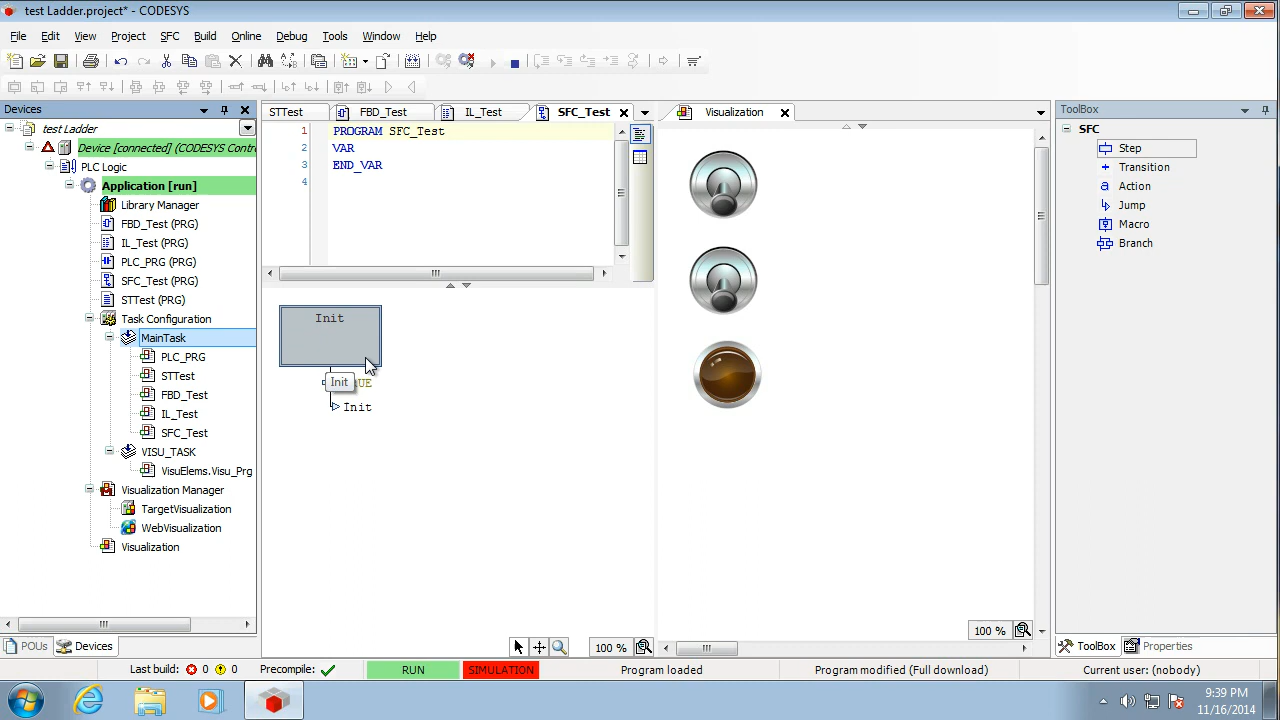 test Ladder.project* - CODESYS
File Edit View Project SFC Build Online Debug Tools Window Help
Devices
test Ladder
Device [connected] (CODESYS Contro
PLC Logic
Application [run]
Library Manager
FBD_Test (PRG)
IL_Test (PRG)
PLC_PRG (PRG)
SFC_Test (PRG)
STTest (PRG)
Task Configuration
MainTask
PLC_PRG
STTest
FBD_Test
IL_Test
SFC_Test
VISU_TASK
VisuElems.Visu_Prg
Visualization Manager
TargetVisualization
WebVisualization
Visualization
POUs Devices
STTest FBD_Test IL_Test SFC_Test
1 PROGRAM SFC_Test
2 VAR
3 END_VAR
4
Init
Init
UE
Init
100 %
Visualization
100 %
ToolBox
SFC
Step
Transition
Action
Jump
Macro
Branch
ToolBox Properties
Last build: 0 0 Precompile: RUN SIMULATION Program loaded Program modified (Full download) Current user: (nobody)
9:39 PM
11/16/2014